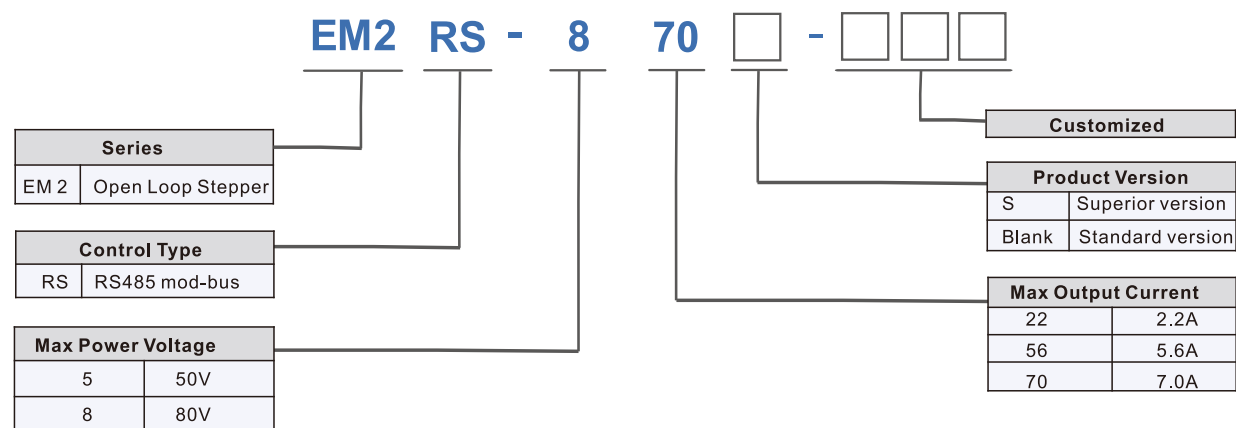 EM2 RS - 8 70 -
Series
EM 2 Open Loop Stepper
Control Type
RS RS485 mod-bus
Max Power Voltage
5 50V
8 80V
Customized
Product Version
S Superior version
Blank Standard version
Max Output Current
22 2.2A
56 5.6A
70 7.0A